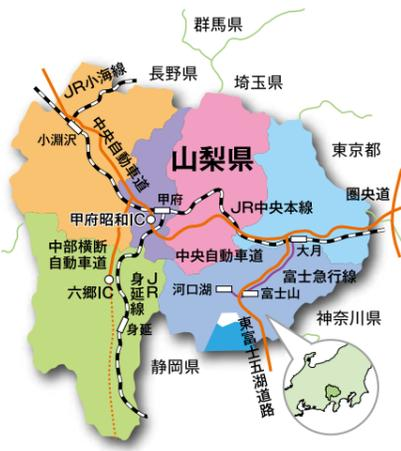 群馬県
JR小海線
長野県
埼玉県
小淵沢
中央自動車道
山梨県
東京都
圏央道
甲府
甲府昭和IC
JR中央本線
中部横断
自動車道
中央自動車道
大月
六郷IC
JR
身延線
河口湖
富士急行線
富士山
身延
神奈川県
静岡県
東富士五湖道路